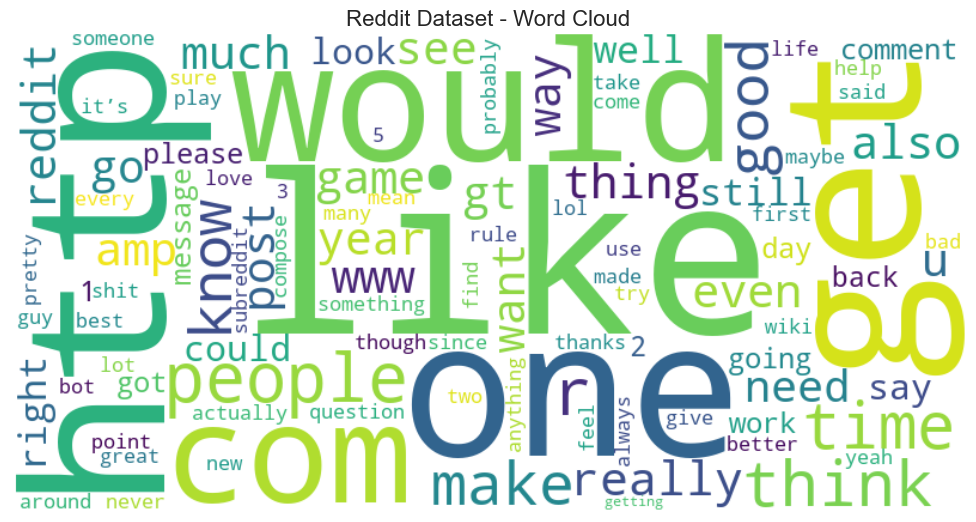 Reddit Dataset - Word Cloud
someone
much
look
see
well
life
comment
reddit
http
sure
would
probably
take
way
good
help
it's
play
5
come
get
said
go
please
game
thing
maybe
also
every
love
3
gt
still
message
many
mean
lol
first
know
post
like
year
rule
use
day
bad
amp
subreddit
compose
www
want
made
even
back
u
pretty
1
shit
something
find
try
guy
best
wiki
though
since
thanks
2
could
going
right
lot
people
one
r
need
say
bot
got
two
anything
actually
question
feel
always
give
work
time
point
com
better
great
new
yeah
make
really
think
around
never
getting